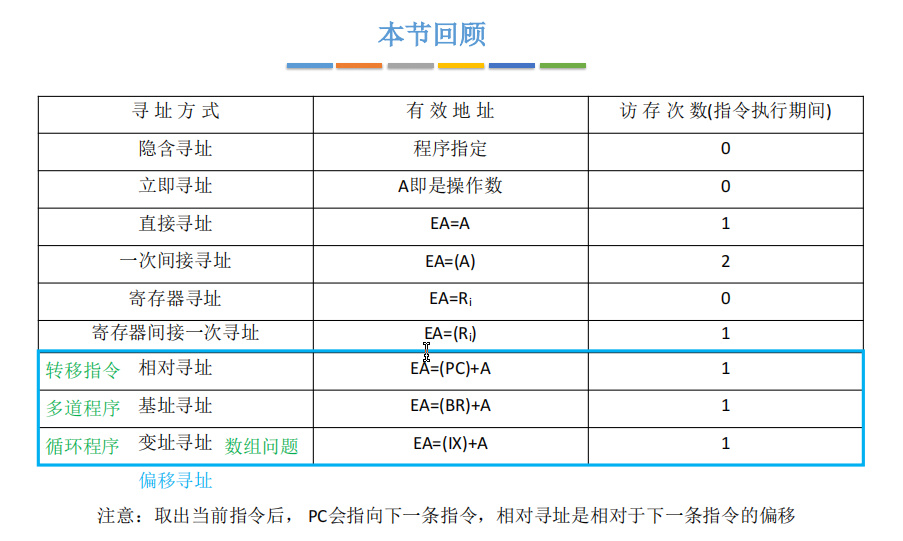 本节回顾
寻址方式 有效地址 访存次数(指令执行期间)
隐含寻址 程序指定 0
立即寻址 A即是操作数 0
直接寻址 EA=A 1
一次间接寻址 EA=(A) 2
寄存器寻址 EA=Rᵢ 0
寄存器间接一次寻址 EA=(Rᵢ) 1
转移指令 相对寻址 EA=(PC)+A 1
多道程序 基址寻址 EA=(BR)+A 1
循环程序 变址寻址 数组问题 EA=(IX)+A 1
偏移寻址
注意：取出当前指令后， PC会指向下一条指令，相对寻址是相对于下一条指令的偏移